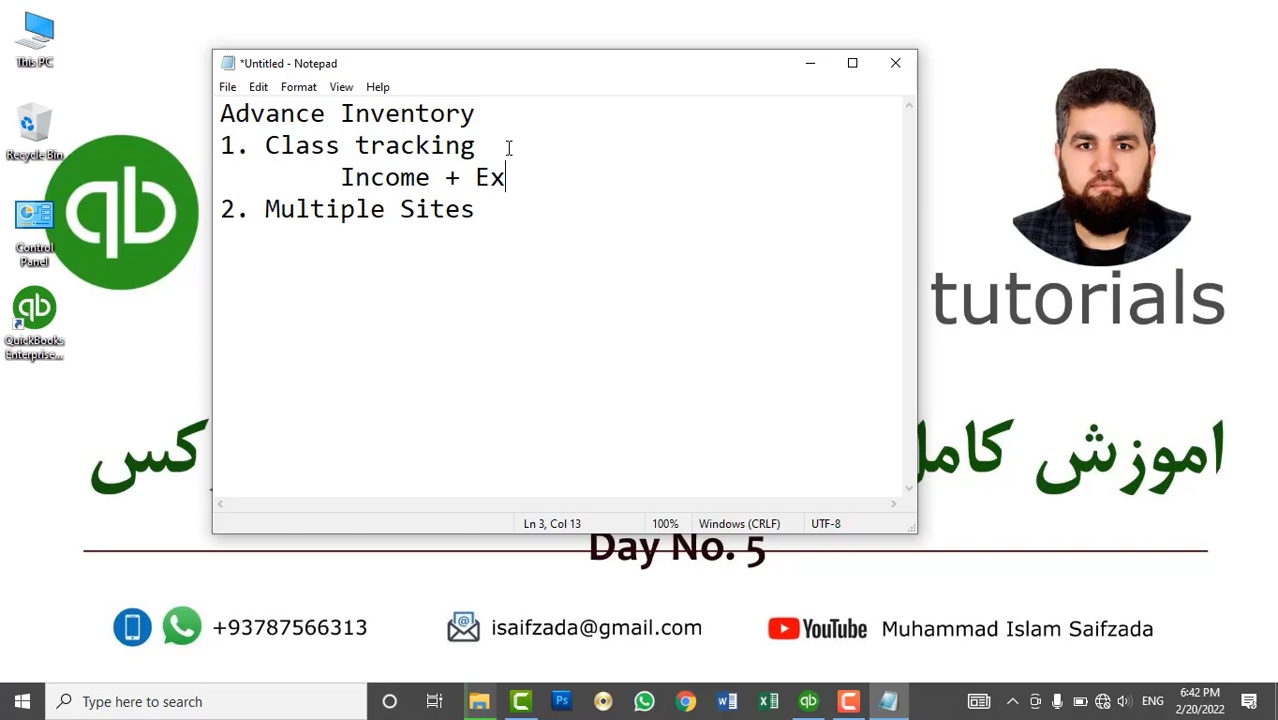 This PC
Recycle Bin
Control
Panel
QuickBooks
Enterprise...
qb
*Untitled - Notepad
File Edit Format View Help
Advance Inventory
1. Class tracking
Income + Ex
2. Multiple Sites
Ln 3, Col 13 100% Windows (CRLF) UTF-8
tutorials
اموزش کامل کس
Day No. 5
+93787566313 isaifzada@gmail.com YouTube Muhammad Islam Saifzada
Type here to search
ENG
6:42 PM
2/20/2022